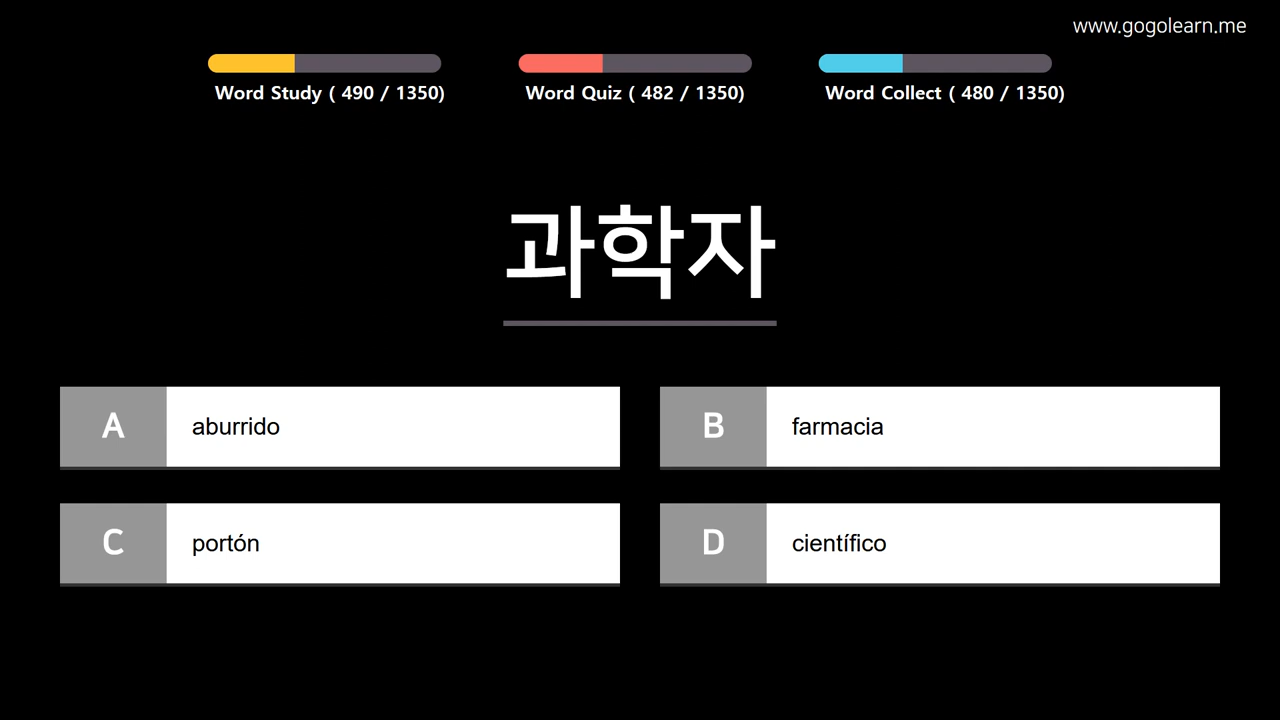 www.gogolearn.me
Word Study ( 490 / 1350)
Word Quiz ( 482 / 1350)
Word Collect ( 480 / 1350)
과학자
A aburrido
B farmacia
C portón
D científico